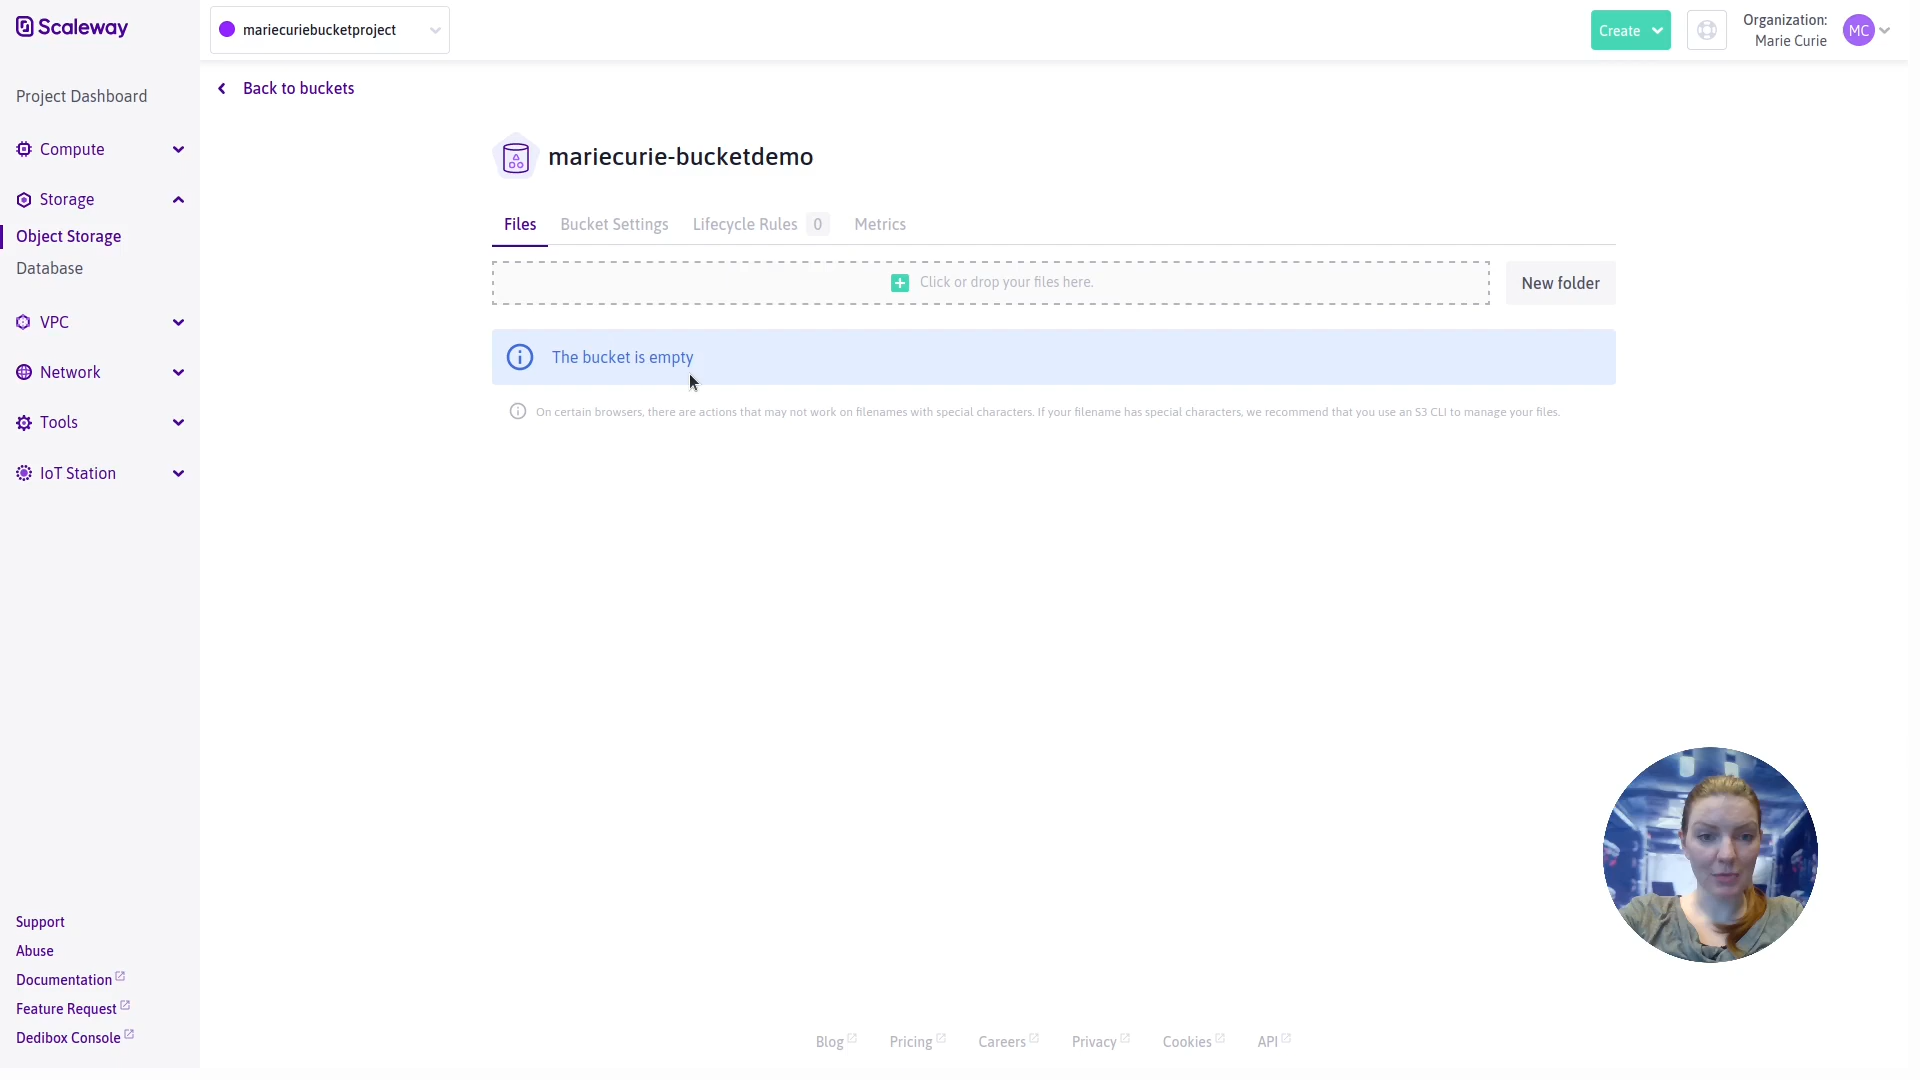 Scaleway
mariecuriebucketproject
Create
Organization:
Marie Curie
MC
Project Dashboard
Compute
Storage
Object Storage
Database
VPC
Network
Tools
IoT Station
Support
Abuse
Documentation
Feature Request
Dedibox Console
Back to buckets
mariecurie-bucketdemo
Files Bucket Settings Lifecycle Rules 0 Metrics
Click or drop your files here.
New folder
The bucket is empty
On certain browsers, there are actions that may not work on filenames with special characters. If your filename has special characters, we recommend that you use an S3 CLI to manage your files.
Blog Pricing Careers Privacy Cookies API